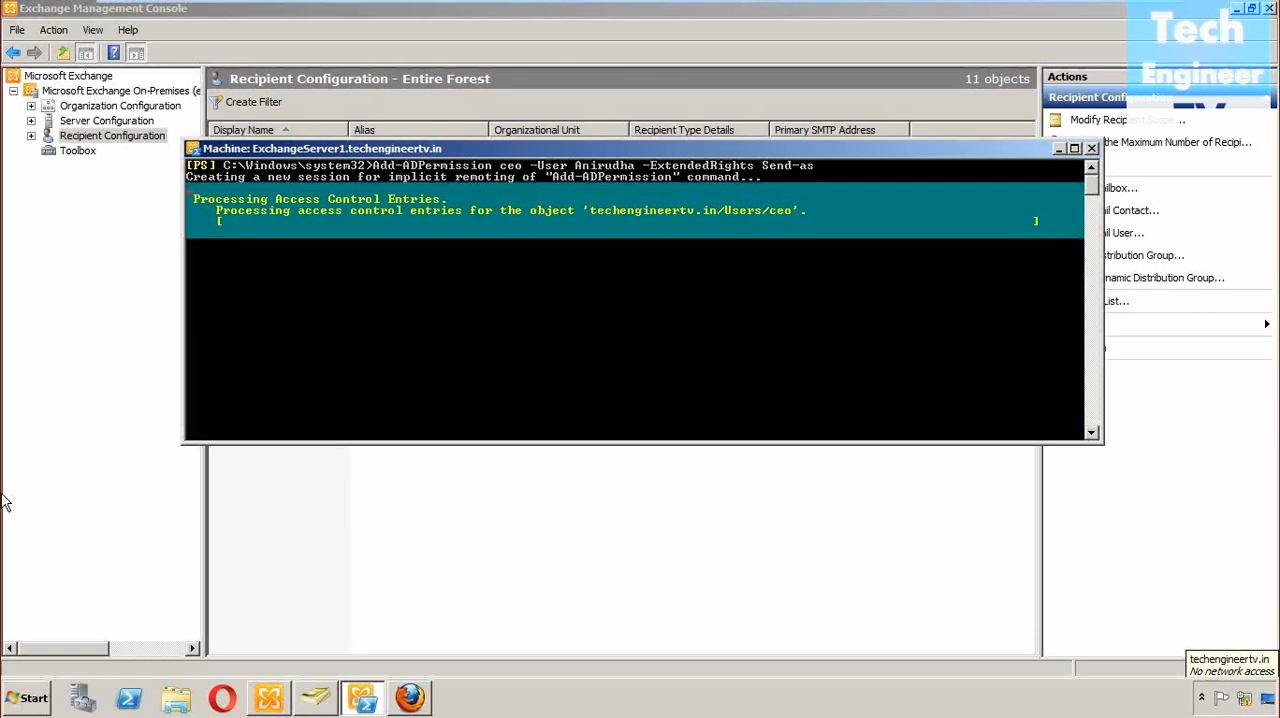 Exchange Management Console
File Action View Help
Tech
Engineer
Microsoft Exchange
Microsoft Exchange On-Premises (e
Organization Configuration
Server Configuration
Recipient Configuration
Toolbox
Recipient Configuration - Entire Forest 11 objects
Create Filter
Display Name Alias Organizational Unit Recipient Type Details Primary SMTP Address
Machine: ExchangeServer1.techengineertv.in
[PS] C:\Windows\system32>Add-ADPermission ceo -User Anirudha -ExtendedRights Send-as
Creating a new session for implicit remoting of "Add-ADPermission" command...
Processing Access Control Entries.
Processing access control entries for the object 'techengineertv.in/Users/ceo'.
[ ]
Actions
Recipient Configuration
Modify Recipient Scope...
the Maximum Number of Recipi...
lbox...
il Contact...
il User...
stribution Group...
namic Distribution Group...
List...
techengineertv.in
No network access
Start